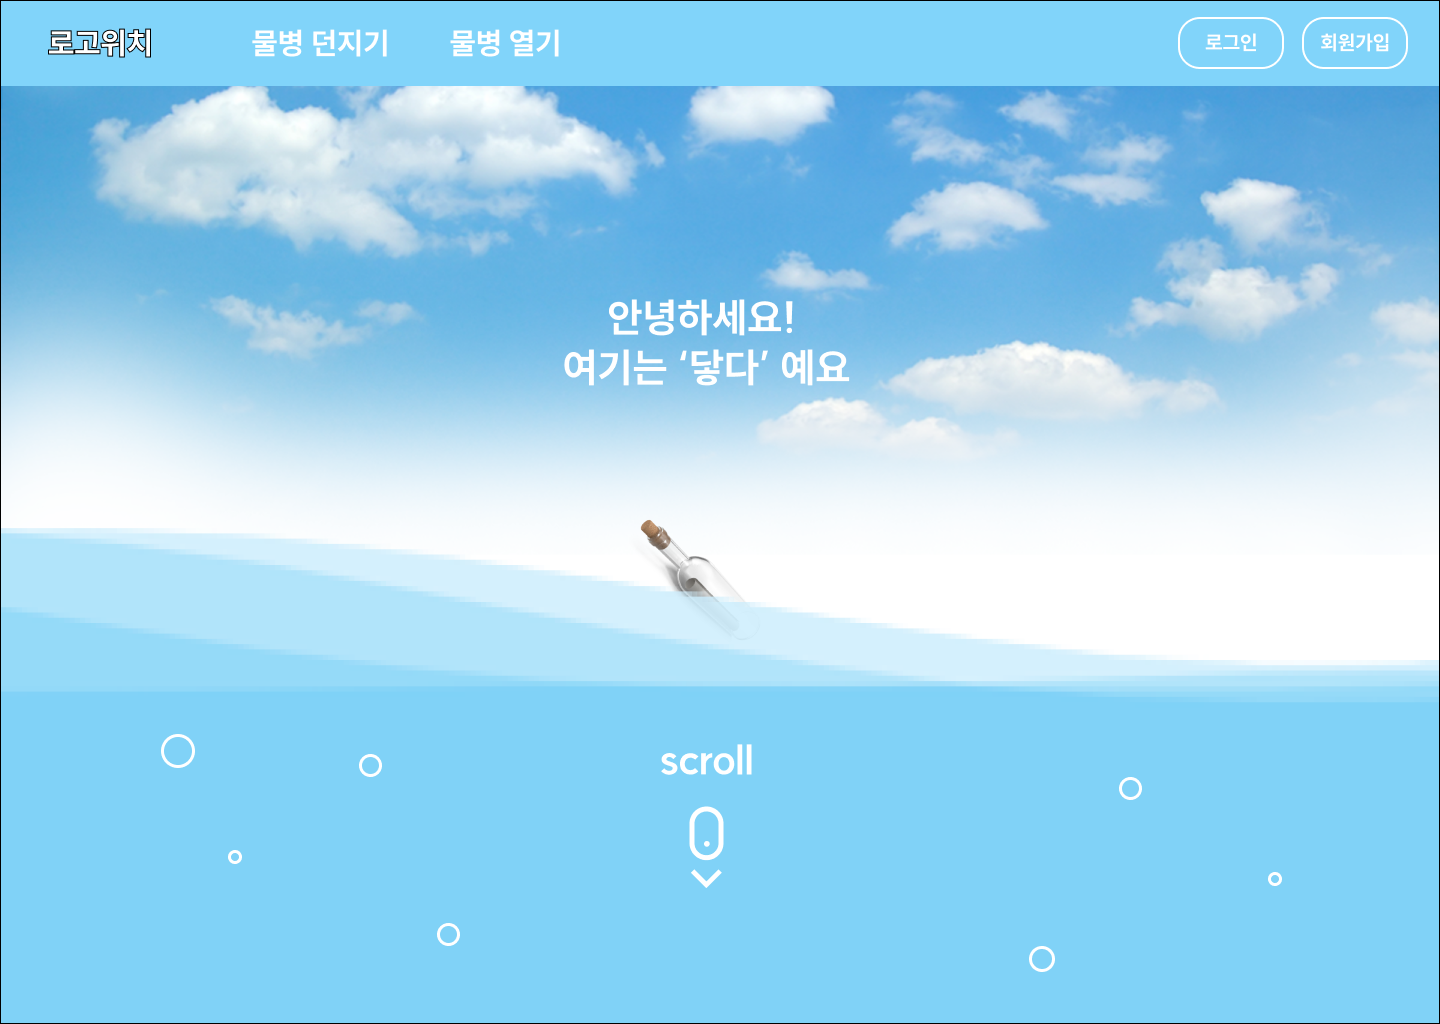 로고위치
물병 던지기
물병 열기
로그인
회원가입
안녕하세요!
여기는 ‘닿다’ 예요
scroll